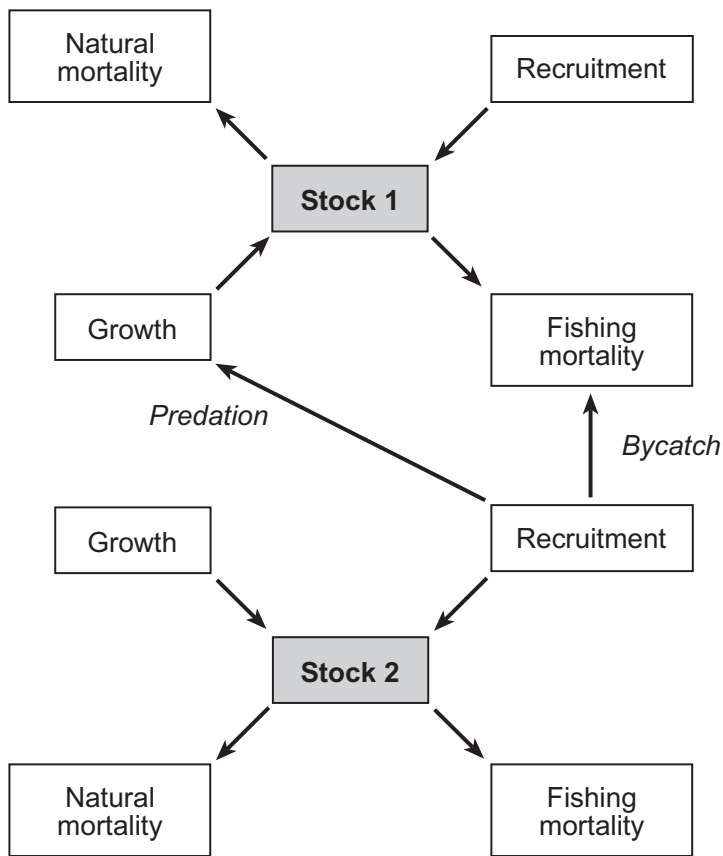 Natural
mortality
Recruitment
Stock 1
Growth
Fishing
mortality
Predation
Bycatch
Growth
Recruitment
Stock 2
Natural
mortality
Fishing
mortality